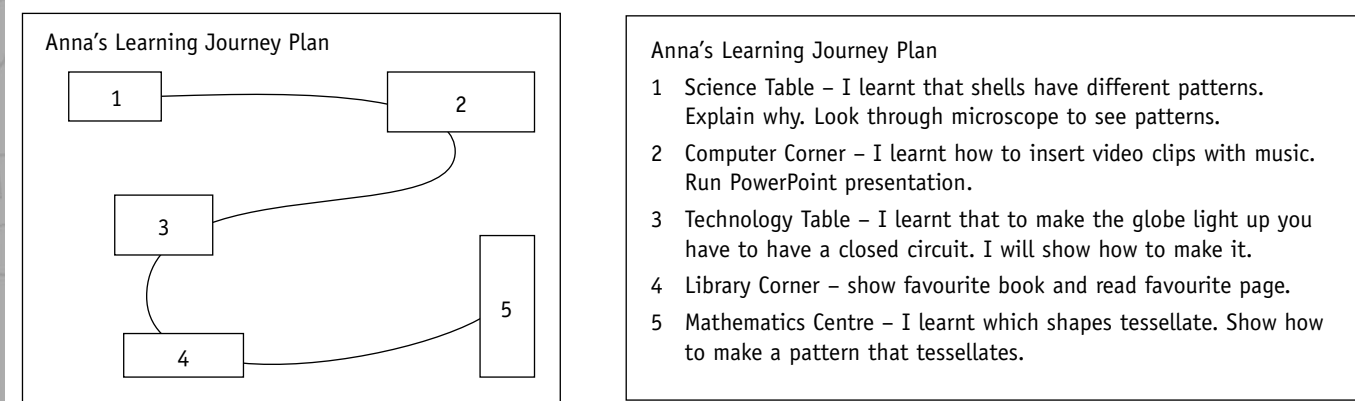 Anna's Learning Journey Plan
1
2
3
4
5
Anna's Learning Journey Plan
1 Science Table – I learnt that shells have different patterns.
Explain why. Look through microscope to see patterns.
2 Computer Corner – I learnt how to insert video clips with music.
Run PowerPoint presentation.
3 Technology Table – I learnt that to make the globe light up you
have to have a closed circuit. I will show how to make it.
4 Library Corner – show favourite book and read favourite page.
5 Mathematics Centre – I learnt which shapes tessellate. Show how
to make a pattern that tessellates.